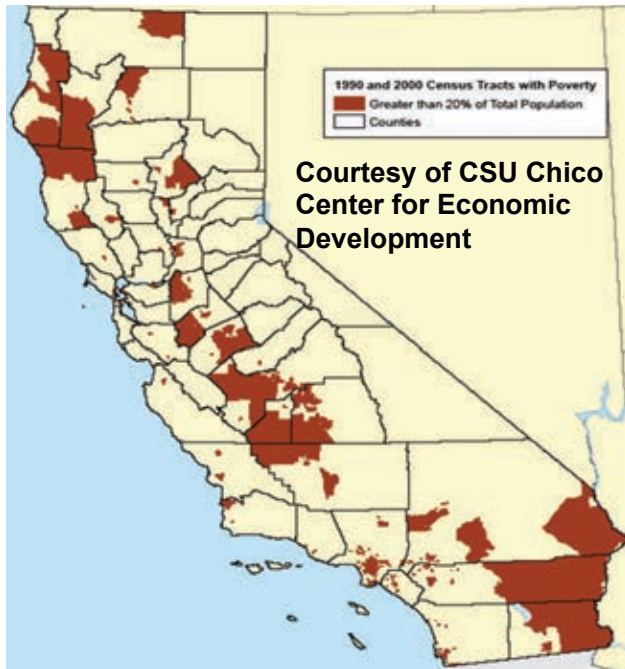 1990 and 2000 Census Tracts with Poverty
Greater than 20% of Total Population
Counties
Courtesy of CSU Chico
Center for Economic
Development